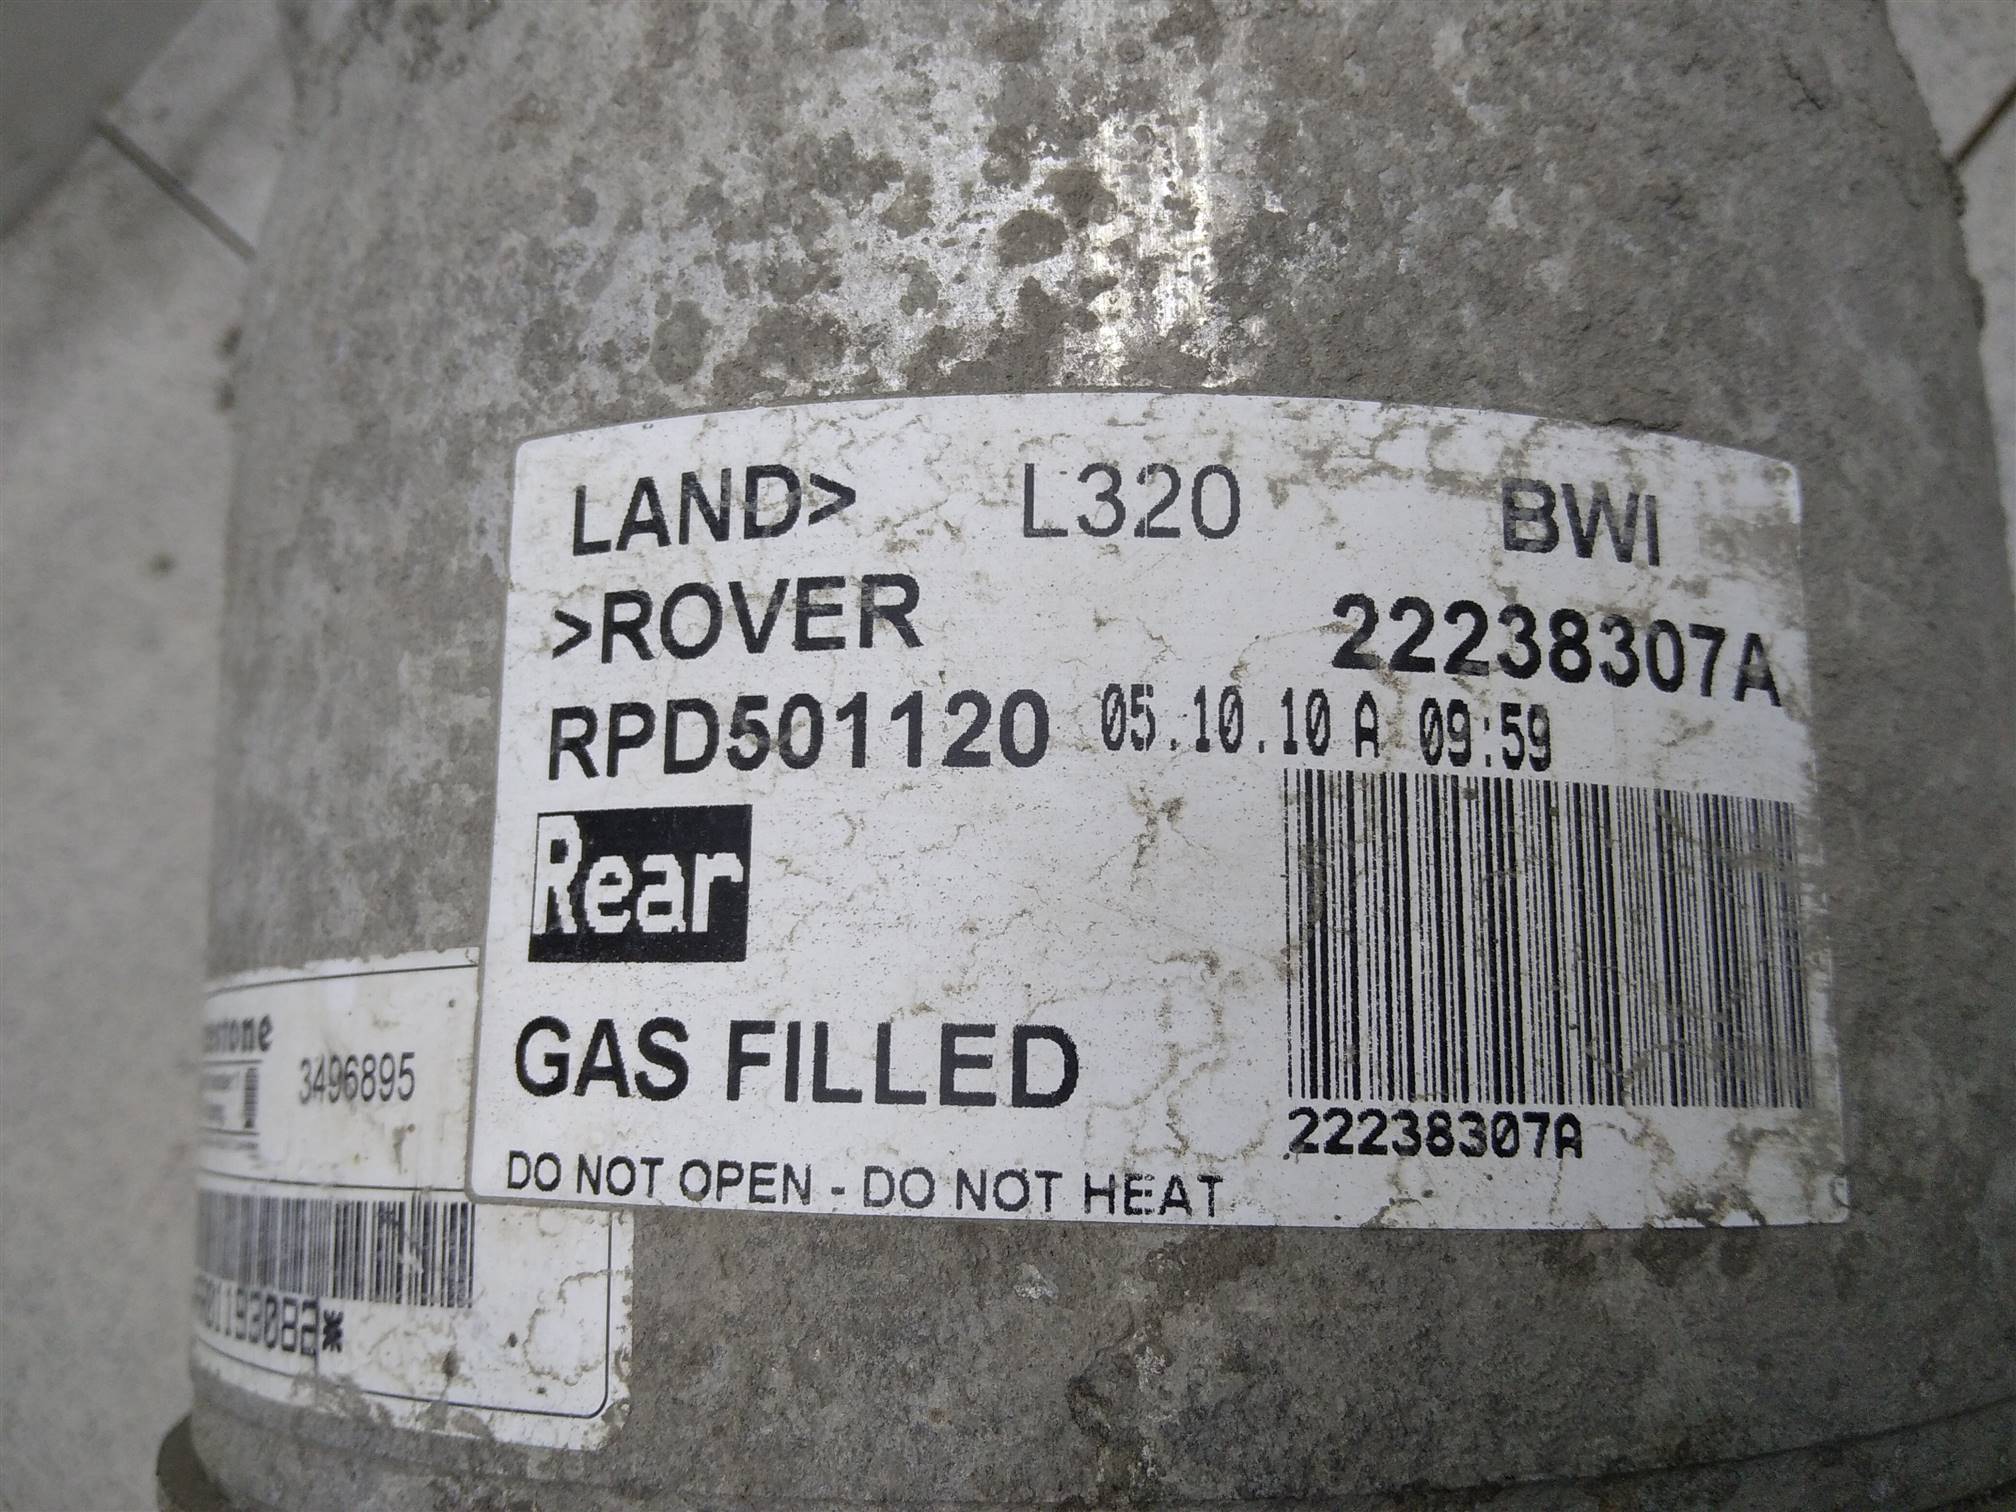 LAND> L320 BWI
>ROVER 22238307A
RPD501120 05.10.10 A 09:59
Rear
GAS FILLED
22238307A
DO NOT OPEN - DO NOT HEAT
3496895